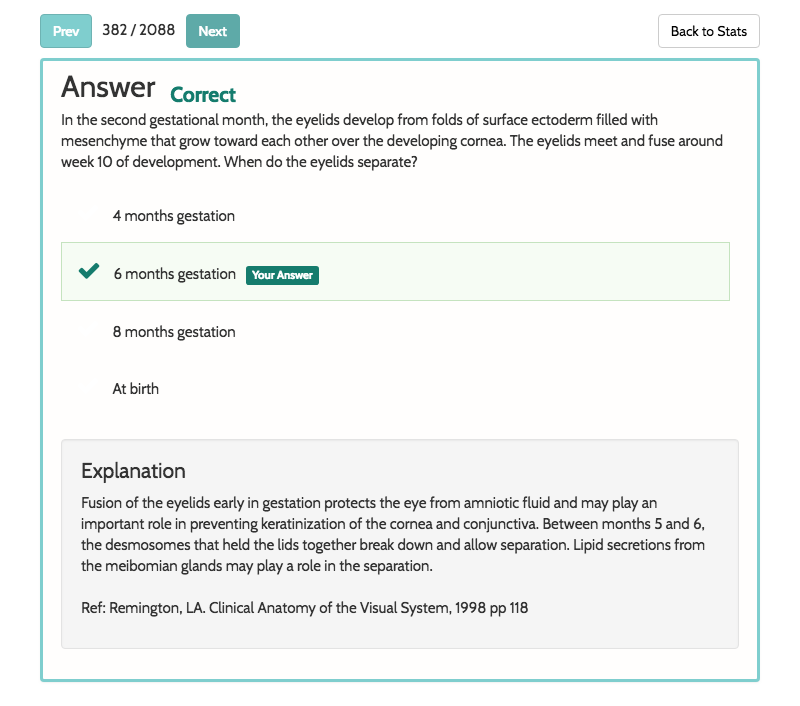 Prev 382 / 2088 Next Back to Stats
Answer Correct
In the second gestational month, the eyelids develop from folds of surface ectoderm filled with
mesenchyme that grow toward each other over the developing cornea. The eyelids meet and fuse around
week 10 of development. When do the eyelids separate?
4 months gestation
6 months gestation Your Answer
8 months gestation
At birth
Explanation
Fusion of the eyelids early in gestation protects the eye from amniotic fluid and may play an
important role in preventing keratinization of the cornea and conjunctiva. Between months 5 and 6,
the desmosomes that held the lids together break down and allow separation. Lipid secretions from
the meibomian glands may play a role in the separation.
Ref: Remington, LA. Clinical Anatomy of the Visual System, 1998 pp 118